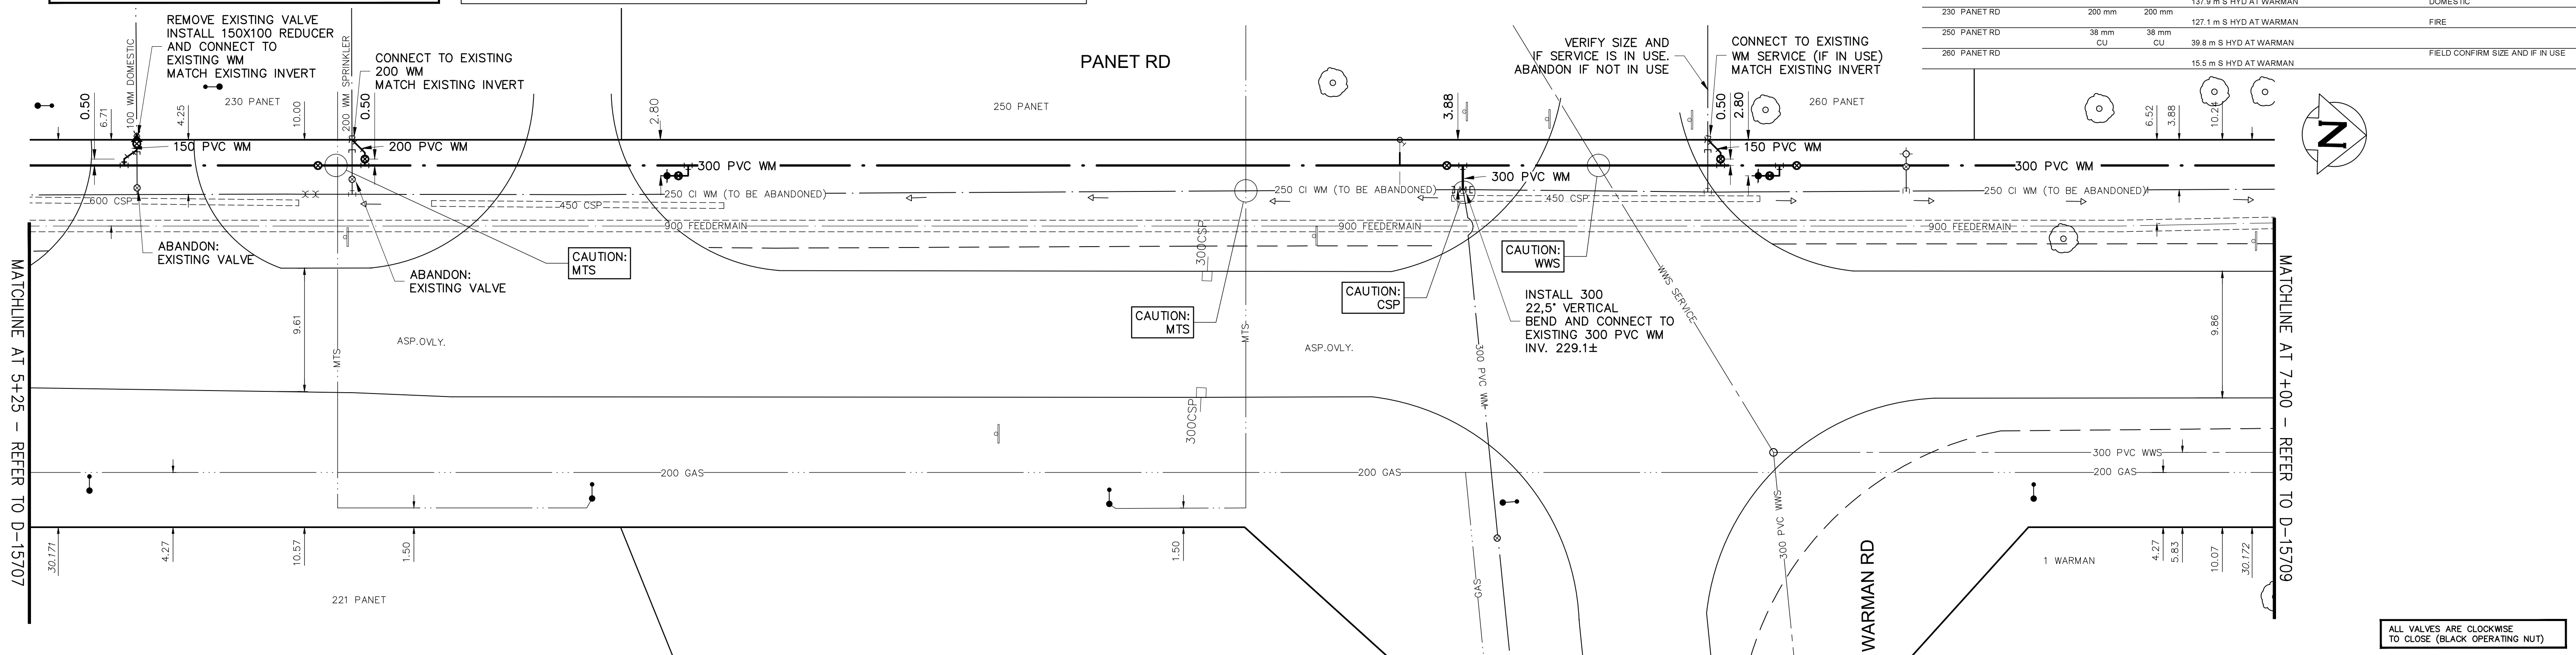 137.9 m S HYD AT WARMAN DOMESTIC
230 PANET RD 200 mm 200 mm
127.1 m S HYD AT WARMAN FIRE
250 PANET RD 38 mm 38 mm
CU CU 39.8 m S HYD AT WARMAN
260 PANET RD FIELD CONFIRM SIZE AND IF IN USE
15.5 m S HYD AT WARMAN
REMOVE EXISTING VALVE
INSTALL 150X100 REDUCER
AND CONNECT TO
EXISTING WM
MATCH EXISTING INVERT
100 WM DOMESTIC
200 WM SPRINKLER
CONNECT TO EXISTING
200 WM
MATCH EXISTING INVERT
PANET RD
VERIFY SIZE AND
IF SERVICE IS IN USE.
ABANDON IF NOT IN USE
CONNECT TO EXISTING
WM SERVICE (IF IN USE)
MATCH EXISTING INVERT
230 PANET
250 PANET
260 PANET
0.50
6.71
4.25
10.00
0.50
2.80
3.88
0.50
2.80
6.52
3.88
10.24
N
150 PVC WM
200 PVC WM
300 PVC WM
300 PVC WM
150 PVC WM
300 PVC WM
600 CSP
450 CSP
250 CI WM (TO BE ABANDONED)
250 CI WM (TO BE ABANDONED)
450 CSP
250 CI WM (TO BE ABANDONED)
900 FEEDERMAIN
900 FEEDERMAIN
900 FEEDERMAIN
ABANDON:
EXISTING VALVE
ABANDON:
EXISTING VALVE
CAUTION:
MTS
300CSP
CAUTION:
MTS
CAUTION:
CSP
CAUTION:
WWS
INSTALL 300
22,5° VERTICAL
BEND AND CONNECT TO
EXISTING 300 PVC WM
INV. 229.1±
WWS SERVICE
MATCHLINE AT 5+25 - REFER TO D-15707
MATCHLINE AT 7+00 - REFER TO D-15709
9.61
MTS
ASP.OVLY.
MTS
ASP.OVLY.
300 PVC WM
9.86
300CSP
200 GAS
200 GAS
300 PVC WWS
200 GAS
300 PVC WWS
GAS
30.171
4.27
10.57
1.50
1.50
4.27
5.83
10.07
30.172
221 PANET
WARMAN RD
1 WARMAN
ALL VALVES ARE CLOCKWISE
TO CLOSE (BLACK OPERATING NUT)